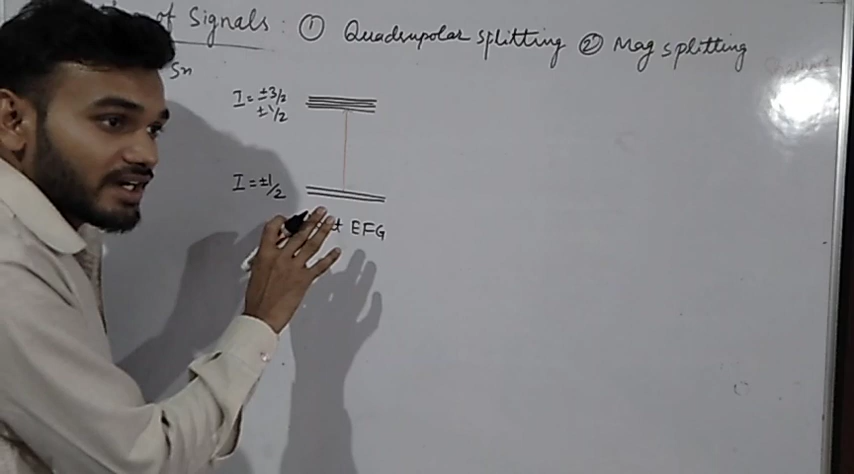 of Signals : ① Quadrupolar splitting ② Mag splitting
Sn
I = ±3/2
±1/2
I = ±1/2
EFG